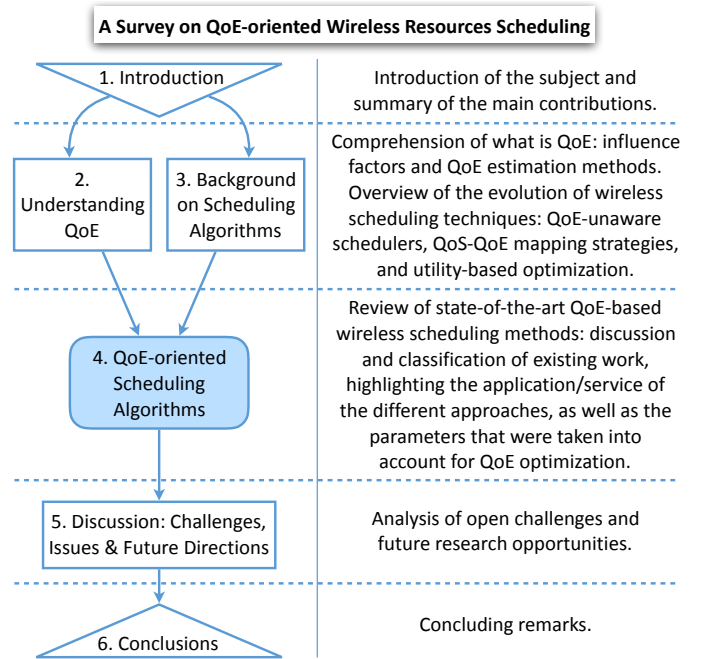 A Survey on QoE-oriented Wireless Resources Scheduling
1. Introduction
Introduction of the subject and
summary of the main contributions.
2.
Understanding
QoE
3. Background
on Scheduling
Algorithms
Comprehension of what is QoE: influence
factors and QoE estimation methods.
Overview of the evolution of wireless
scheduling techniques: QoE-unaware
schedulers, QoS-QoE mapping strategies,
and utility-based optimization.
4. QoE-oriented
Scheduling
Algorithms
Review of state-of-the-art QoE-based
wireless scheduling methods: discussion
and classification of existing work,
highlighting the application/service of
the different approaches, as well as the
parameters that were taken into
account for QoE optimization.
5. Discussion: Challenges,
Issues & Future Directions
Analysis of open challenges and
future research opportunities.
6. Conclusions
Concluding remarks.